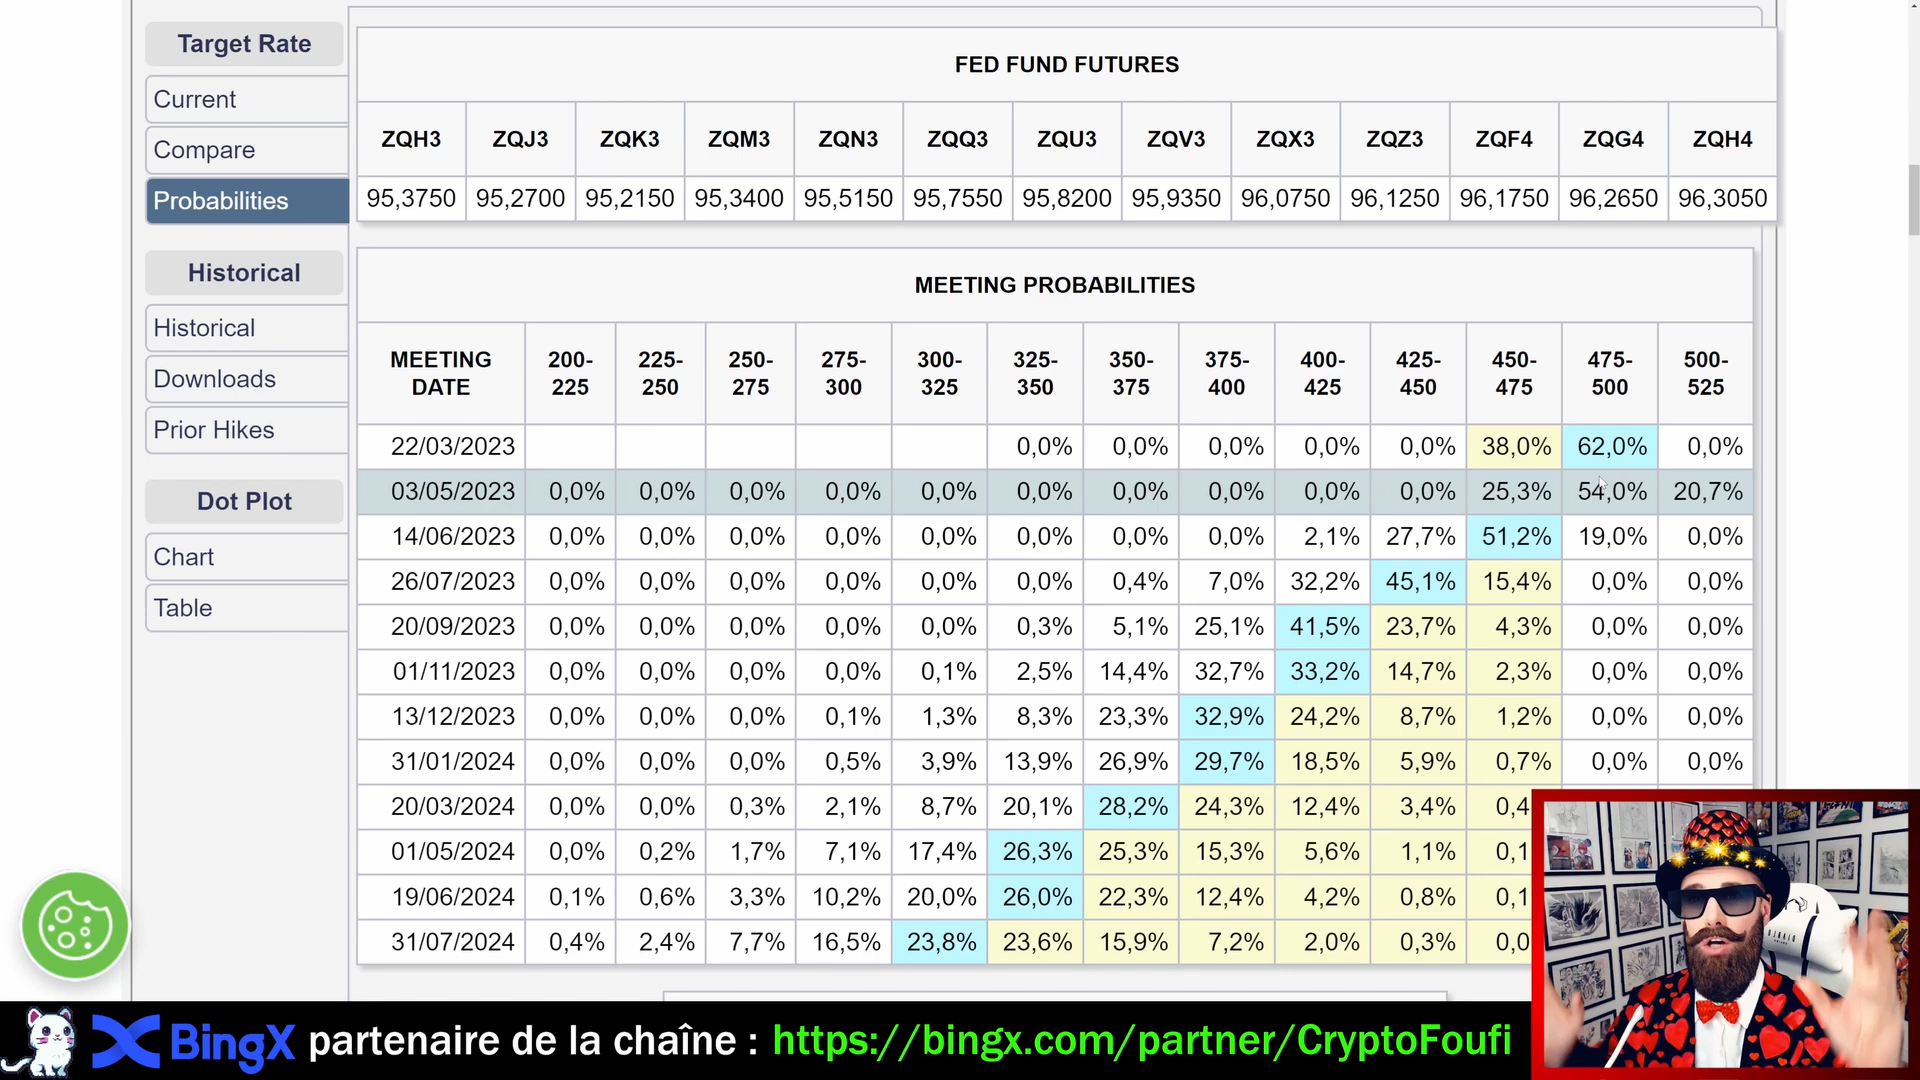 Target Rate
Current
Compare
Probabilities
Historical
Historical
Downloads
Prior Hikes
Dot Plot
Chart
Table
FED FUND FUTURES
ZQH3 ZQJ3 ZQK3 ZQM3 ZQN3 ZQQ3 ZQU3 ZQV3 ZQX3 ZQZ3 ZQF4 ZQG4 ZQH4
95,3750 95,2700 95,2150 95,3400 95,5150 95,7550 95,8200 95,9350 96,0750 96,1250 96,1750 96,2650 96,3050
MEETING PROBABILITIES
MEETING DATE 200-225 225-250 250-275 275-300 300-325 325-350 350-375 375-400 400-425 425-450 450-475 475-500 500-525
22/03/2023 0,0% 0,0% 0,0% 0,0% 0,0% 38,0% 62,0% 0,0%
03/05/2023 0,0% 0,0% 0,0% 0,0% 0,0% 0,0% 0,0% 0,0% 0,0% 0,0% 25,3% 54,0% 20,7%
14/06/2023 0,0% 0,0% 0,0% 0,0% 0,0% 0,0% 0,0% 0,0% 2,1% 27,7% 51,2% 19,0% 0,0%
26/07/2023 0,0% 0,0% 0,0% 0,0% 0,0% 0,0% 0,4% 7,0% 32,2% 45,1% 15,4% 0,0% 0,0%
20/09/2023 0,0% 0,0% 0,0% 0,0% 0,0% 0,3% 5,1% 25,1% 41,5% 23,7% 4,3% 0,0% 0,0%
01/11/2023 0,0% 0,0% 0,0% 0,0% 0,1% 2,5% 14,4% 32,7% 33,2% 14,7% 2,3% 0,0% 0,0%
13/12/2023 0,0% 0,0% 0,0% 0,1% 1,3% 8,3% 23,3% 32,9% 24,2% 8,7% 1,2% 0,0% 0,0%
31/01/2024 0,0% 0,0% 0,0% 0,5% 3,9% 13,9% 26,9% 29,7% 18,5% 5,9% 0,7% 0,0% 0,0%
20/03/2024 0,0% 0,0% 0,3% 2,1% 8,7% 20,1% 28,2% 24,3% 12,4% 3,4% 0,4
01/05/2024 0,0% 0,2% 1,7% 7,1% 17,4% 26,3% 25,3% 15,3% 5,6% 1,1% 0,1
19/06/2024 0,1% 0,6% 3,3% 10,2% 20,0% 26,0% 22,3% 12,4% 4,2% 0,8% 0,1
31/07/2024 0,4% 2,4% 7,7% 16,5% 23,8% 23,6% 15,9% 7,2% 2,0% 0,3% 0,0
BingX partenaire de la chaîne : https://bingx.com/partner/CryptoFoufi